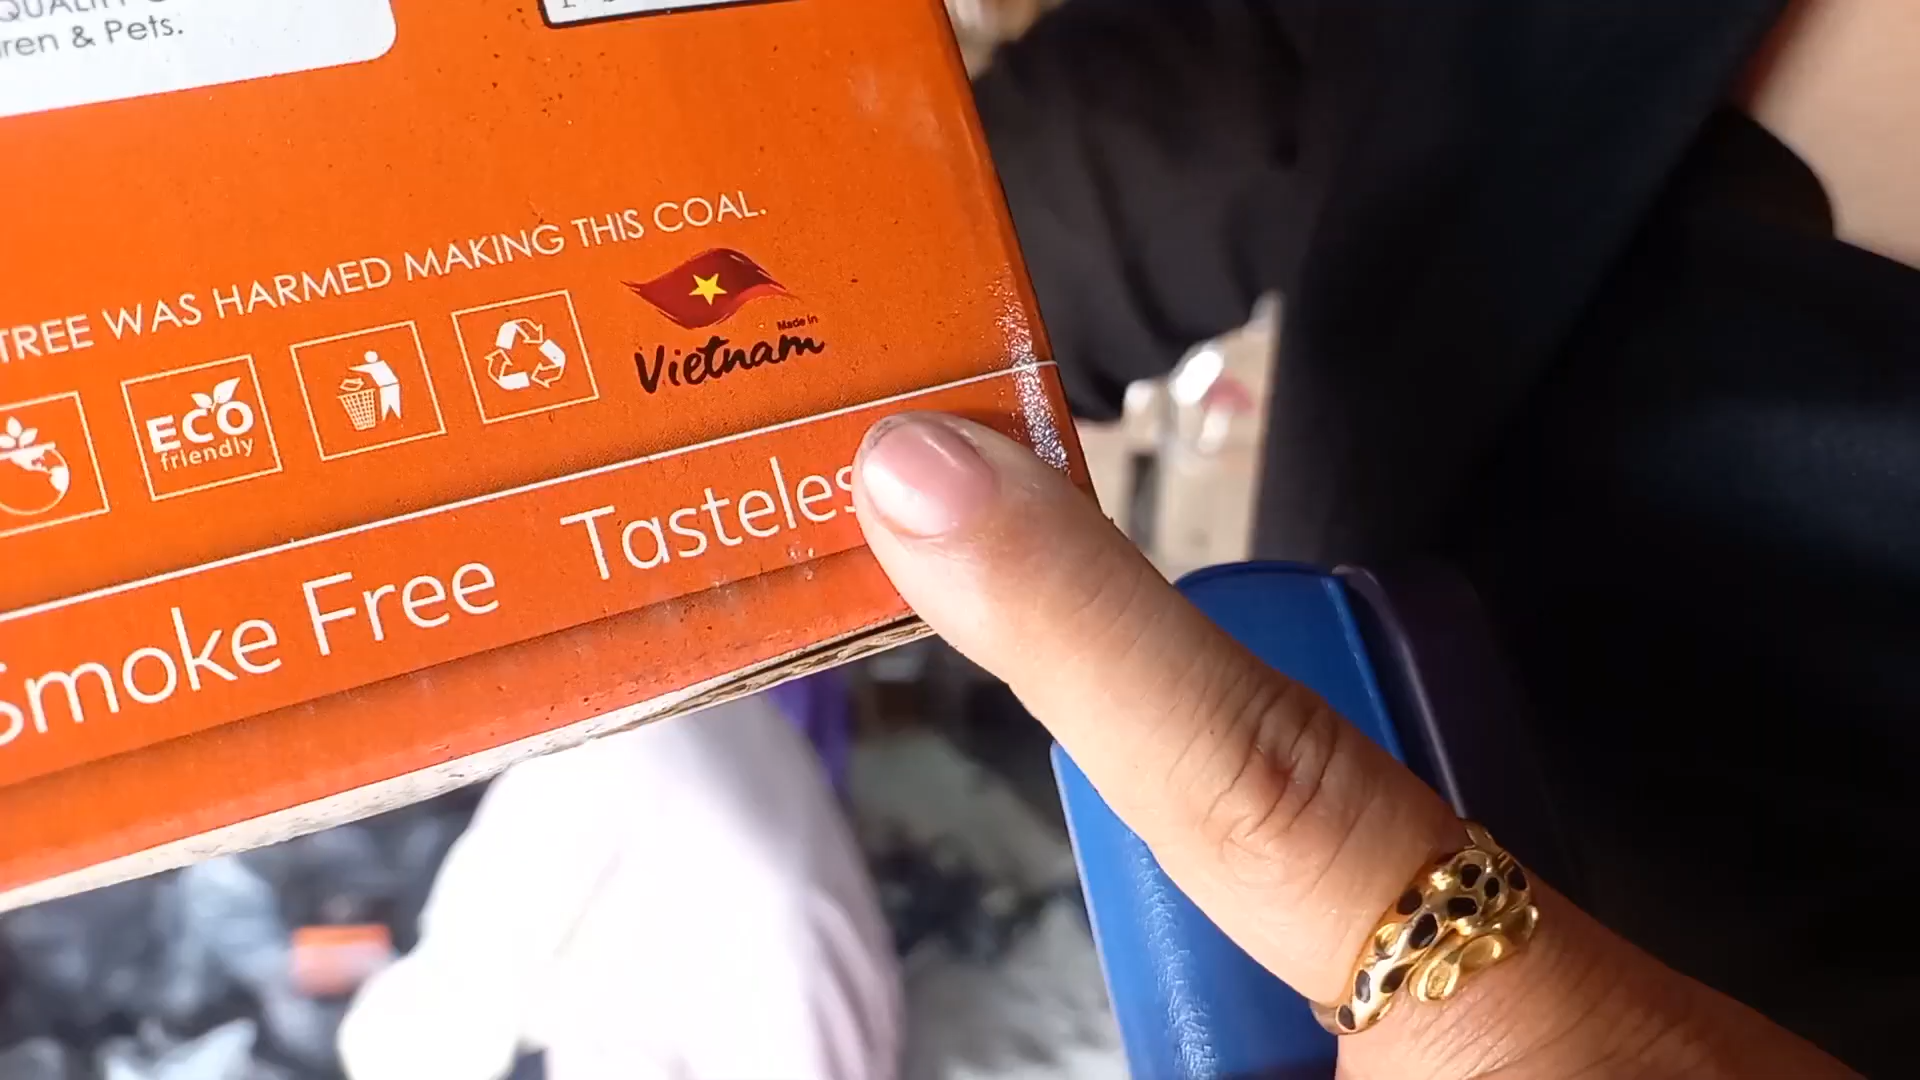 ren & Pets.
TREE WAS HARMED MAKING THIS COAL.
Made in
Vietnam
ECO
friendly
Smoke Free Tasteles